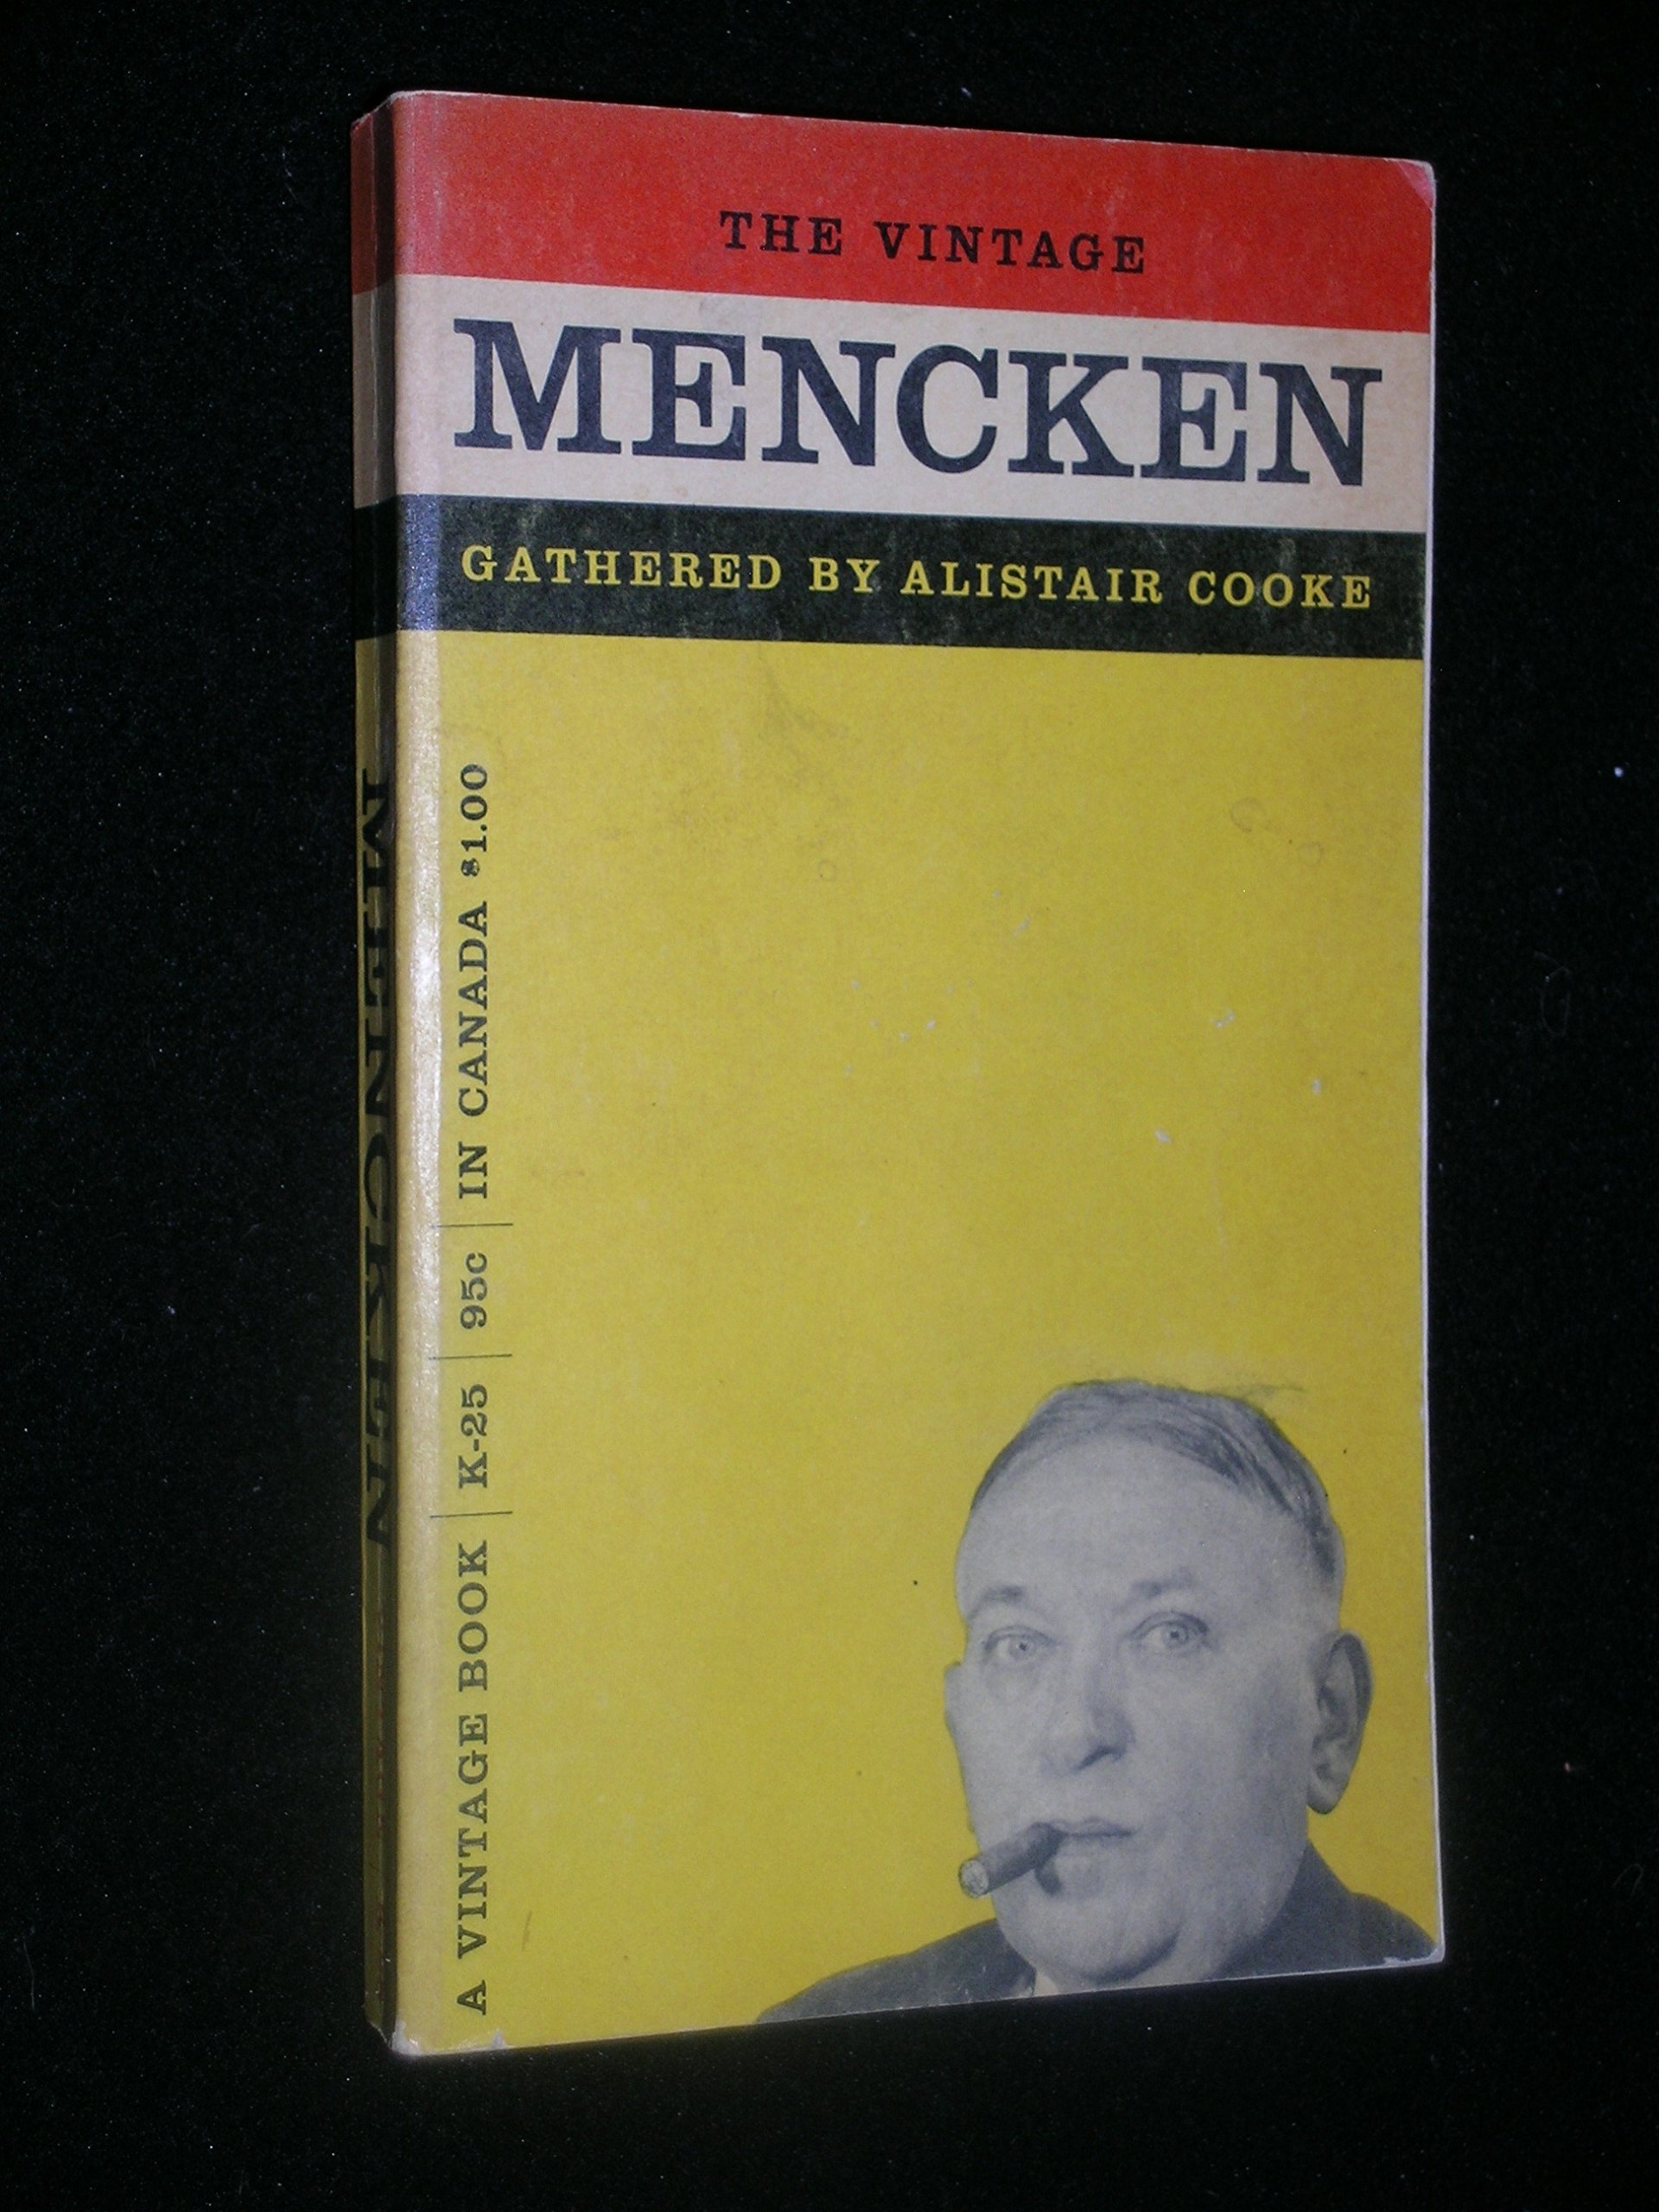 THE VINTAGE
MENCKEN
GATHERED BY ALISTAIR COOKE
A VINTAGE BOOK | K-25 | 95c | IN CANADA $1.00
MENCKEN